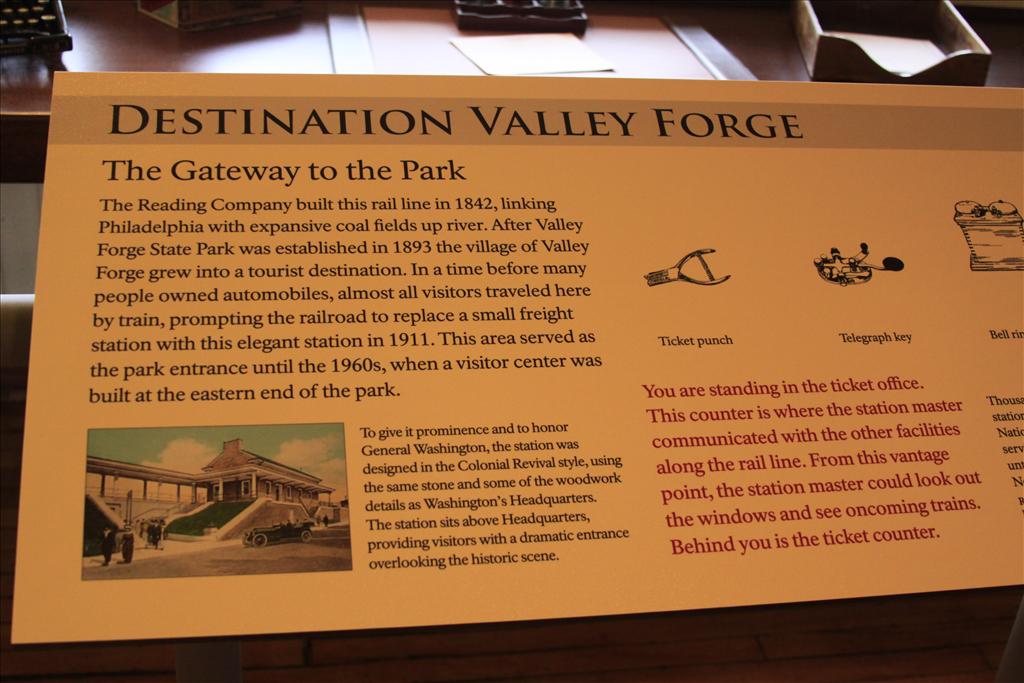 DESTINATION VALLEY FORGE
The Gateway to the Park
The Reading Company built this rail line in 1842, linking
Philadelphia with expansive coal fields up river. After Valley
Forge State Park was established in 1893 the village of Valley
Forge grew into a tourist destination. In a time before many
people owned automobiles, almost all visitors traveled here
by train, prompting the railroad to replace a small freight
station with this elegant station in 1911. This area served as
the park entrance until the 1960s, when a visitor center was
built at the eastern end of the park.
To give it prominence and to honor
General Washington, the station was
designed in the Colonial Revival style, using
the same stone and some of the woodwork
details as Washington's Headquarters.
The station sits above Headquarters,
providing visitors with a dramatic entrance
overlooking the historic scene.
Ticket punch
Telegraph key
Bell
You are standing in the ticket office.
This counter is where the station master
communicated with the other facilities
along the rail line. From this vantage
point, the station master could look out
the windows and see oncoming trains.
Behind you is the ticket counter.